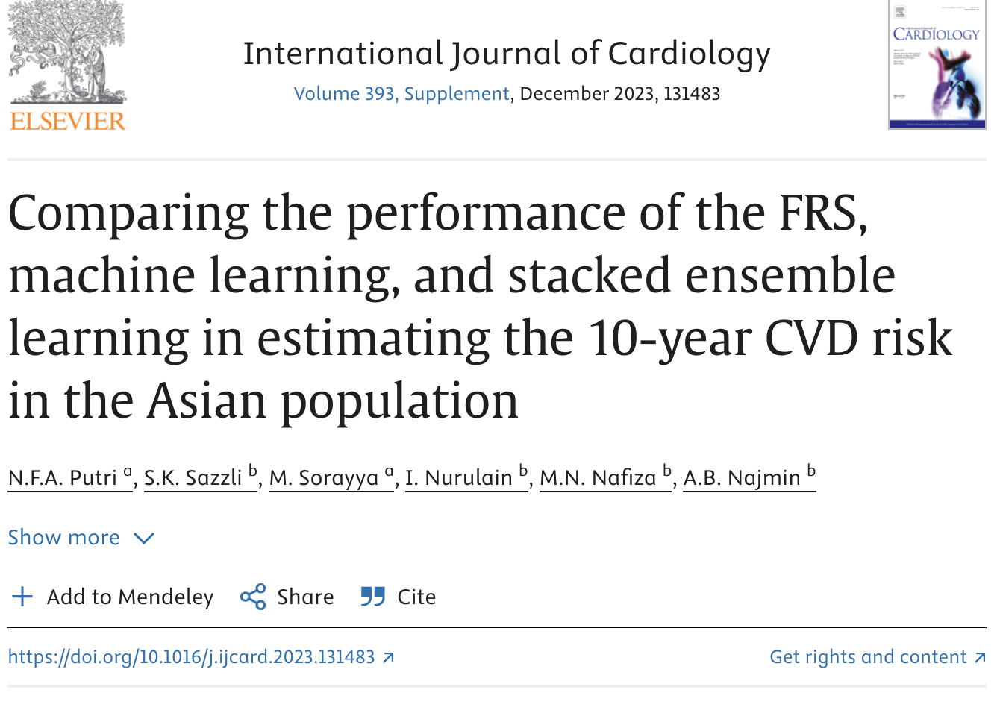 International Journal of Cardiology
Volume 393, Supplement, December 2023, 131483
ELSEVIER
CARDIOLOGY
Comparing the performance of the FRS,
machine learning, and stacked ensemble
learning in estimating the 10-year CVD risk
in the Asian population
N.F.A. Putri a, S.K. Sazzli b, M. Sorayya a, I. Nurulain b, M.N. Nafiza b, A.B. Najmin b
Show more
Add to Mendeley Share Cite
https://doi.org/10.1016/j.ijcard.2023.131483 Get rights and content